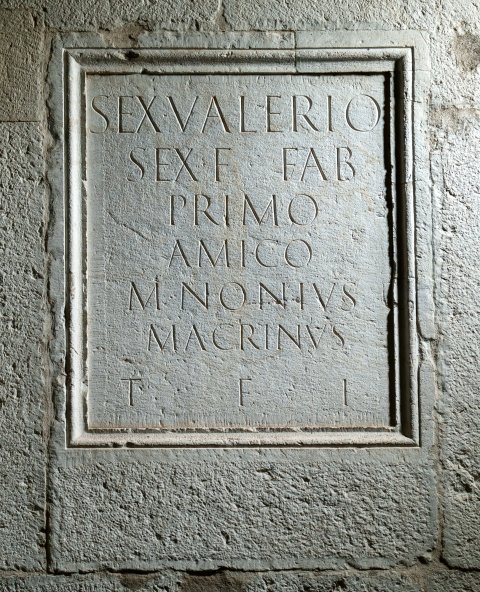 SEX·VALERIO
SEX·F FAB
PRIMO
AMICO
M·NONIVS
MACRINVS
T F I